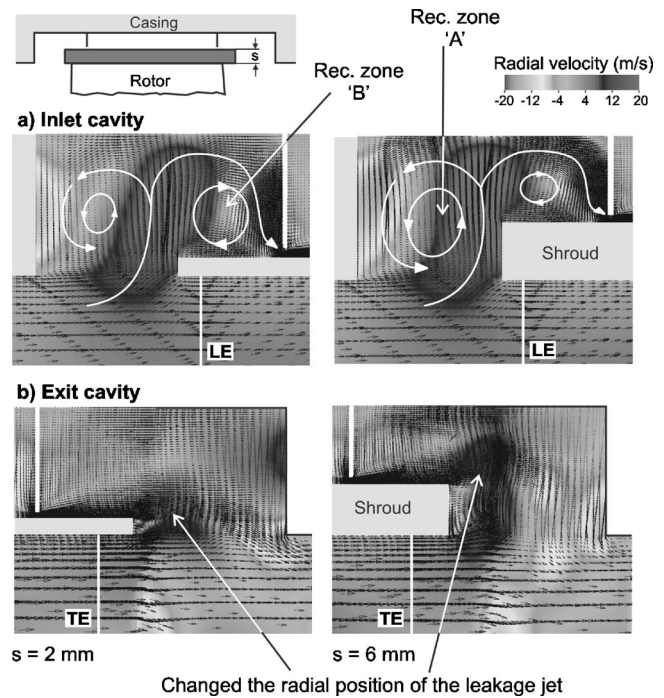 Casing
s
Rotor
Rec. zone
'A'
Rec. zone
'B'
Radial velocity (m/s)
-20 -12 -4 4 12 20
a) Inlet cavity
Shroud
LE
LE
b) Exit cavity
Shroud
TE
TE
s = 2 mm
s = 6 mm
Changed the radial position of the leakage jet